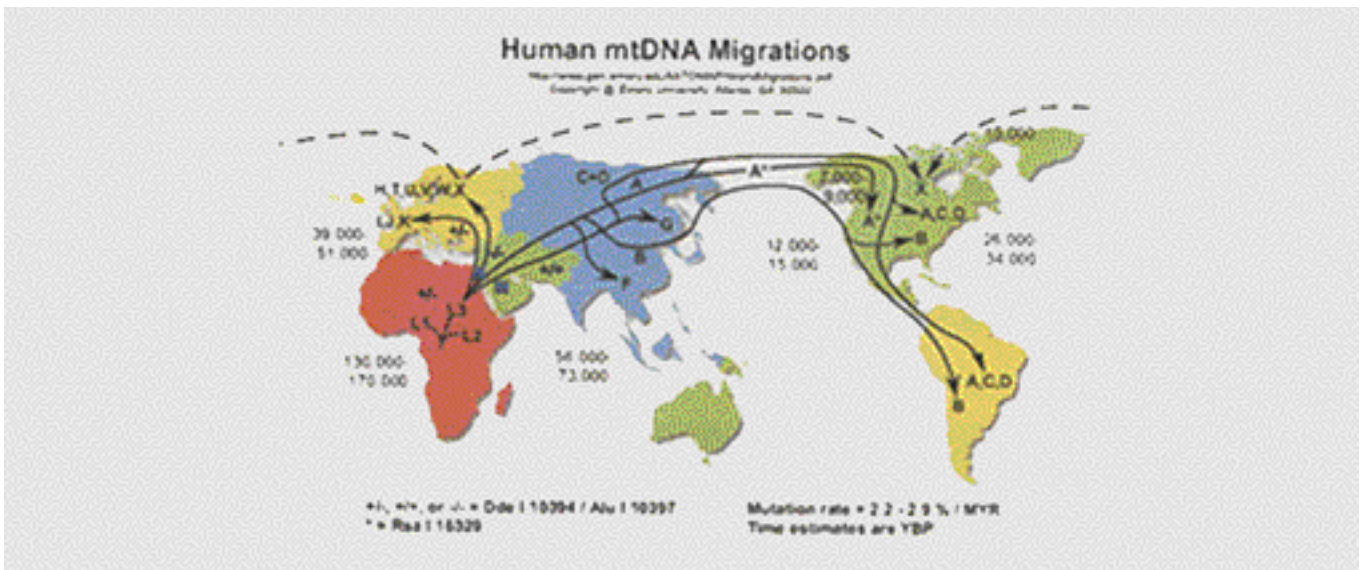 Human mtDNA Migrations
Copyright @ Emory University, Atlanta, GA
15,000
C+D
A
A*
7,000-
9,000
X
H,T,U,V,W,X
I,J,K
+/-
-/-
G
A*
A,C,D
B
39,000-
51,000
+/+
B
12,000-
15,000
26,000-
34,000
F
+/-
L3
L1
L2
130,000-
170,000
56,000-
73,000
A,C,D
B
+/-, +/+, or -/- = Dde I 10394 / Alu I 10397
* = Rsa I 16329
Mutation rate = 2.2 - 2.9 % / MYR
Time estimates are YBP